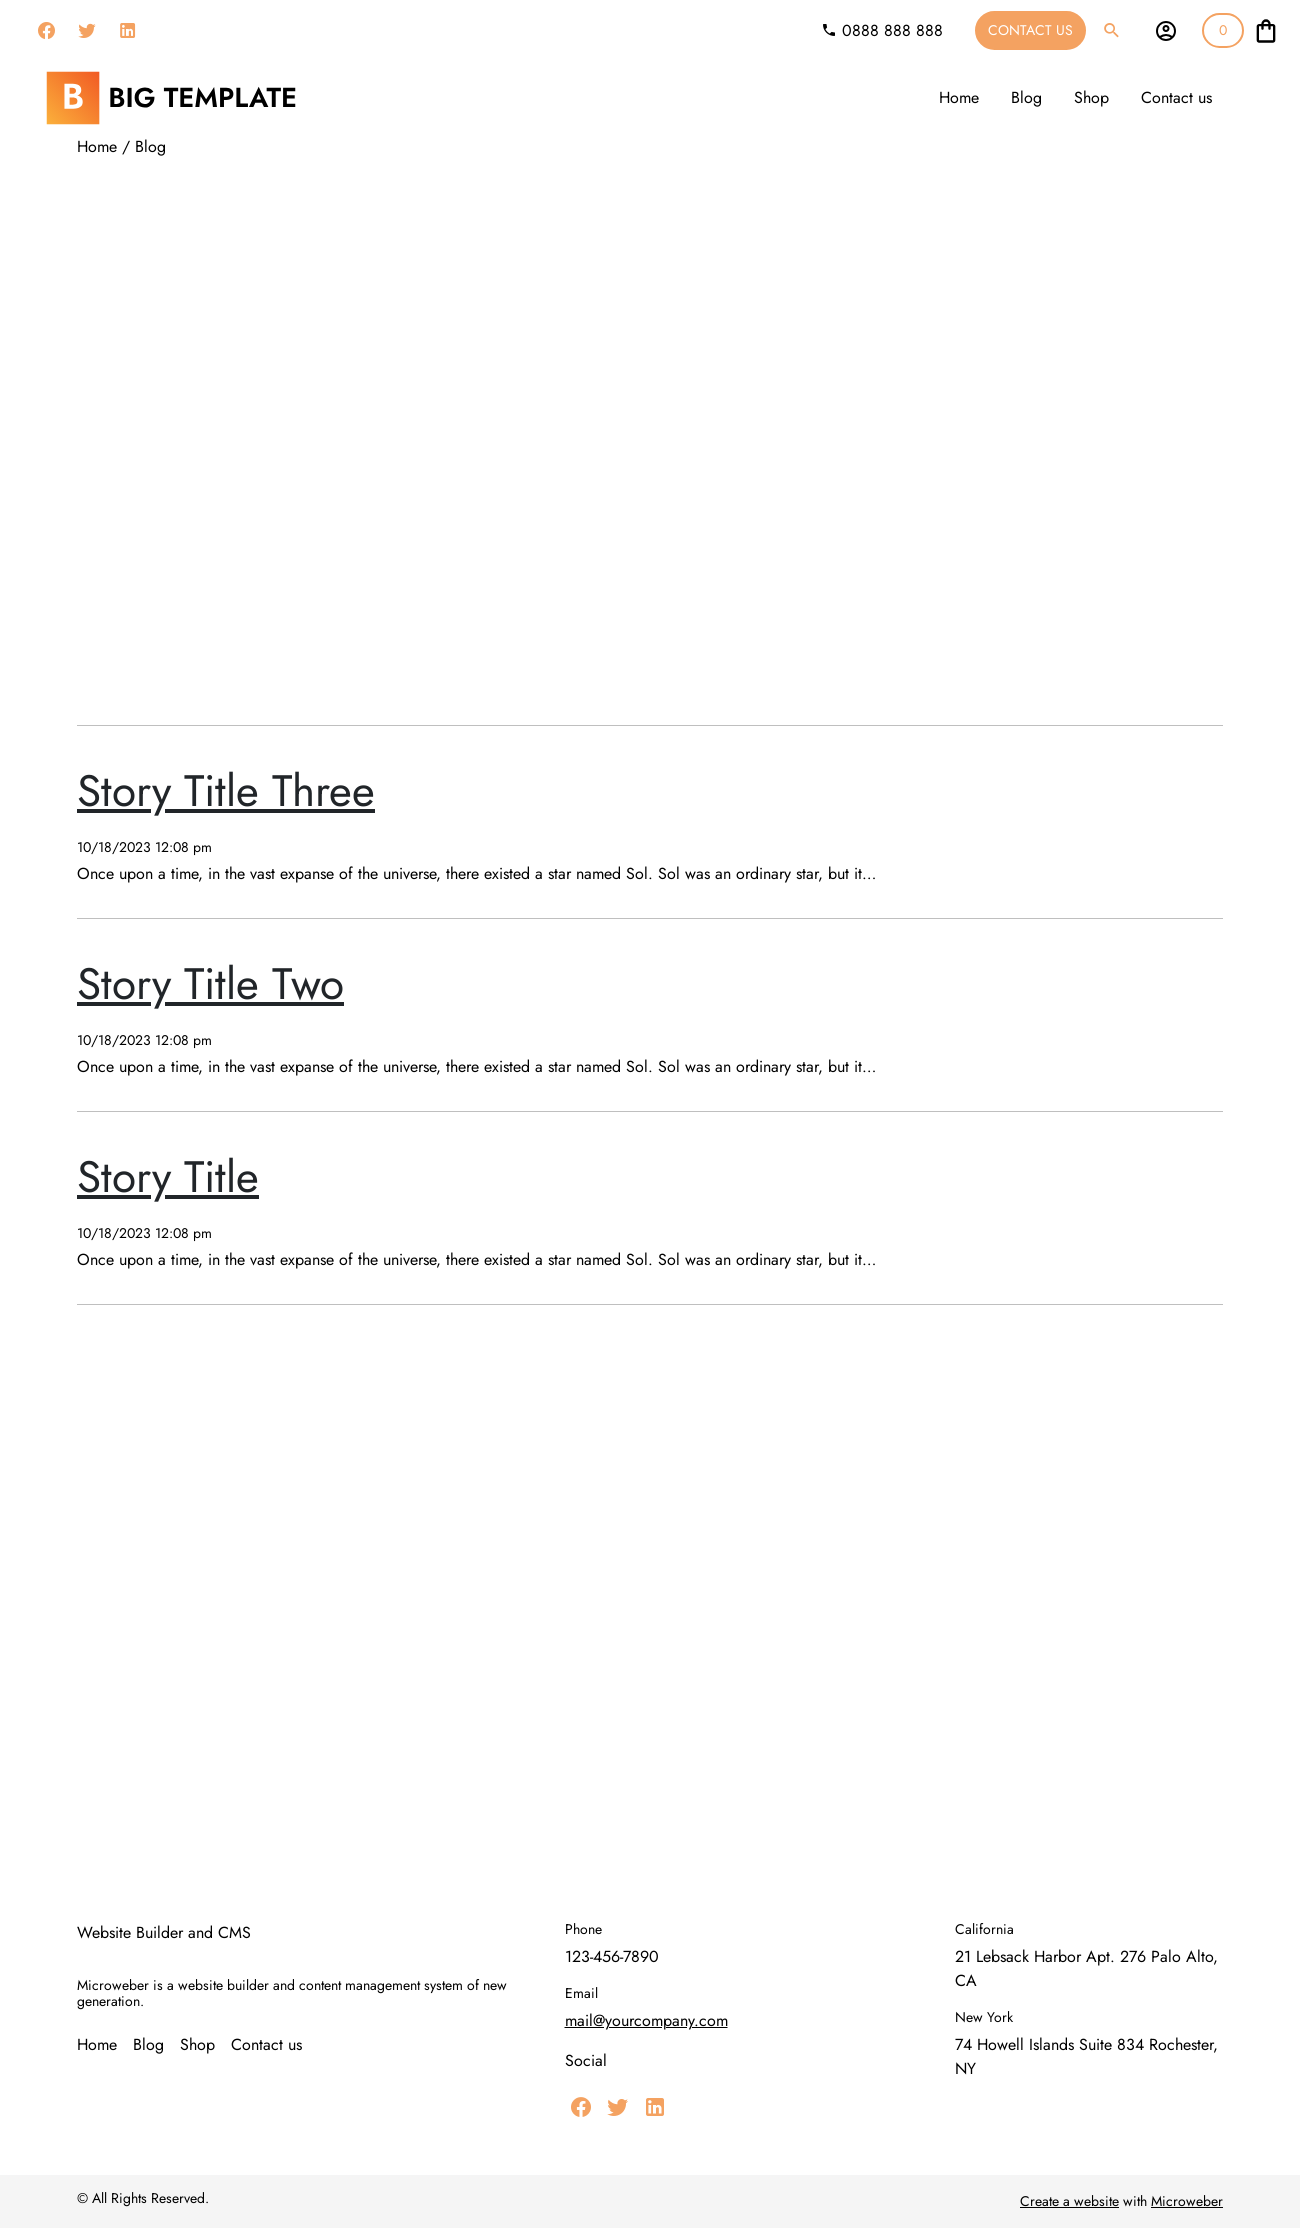 0888 888 888 CONTACT US 0
B BIG TEMPLATE Home Blog Shop Contact us
Home / Blog
Story Title Three
10/18/2023 12:08 pm
Once upon a time, in the vast expanse of the universe, there existed a star named Sol. Sol was an ordinary star, but it...
Story Title Two
10/18/2023 12:08 pm
Once upon a time, in the vast expanse of the universe, there existed a star named Sol. Sol was an ordinary star, but it...
Story Title
10/18/2023 12:08 pm
Once upon a time, in the vast expanse of the universe, there existed a star named Sol. Sol was an ordinary star, but it...
Website Builder and CMS
Microweber is a website builder and content management system of new
generation.
Home Blog Shop Contact us
Phone
123-456-7890
Email
mail@yourcompany.com
Social
California
21 Lebsack Harbor Apt. 276 Palo Alto,
CA
New York
74 Howell Islands Suite 834 Rochester,
NY
© All Rights Reserved.
Create a website with Microweber